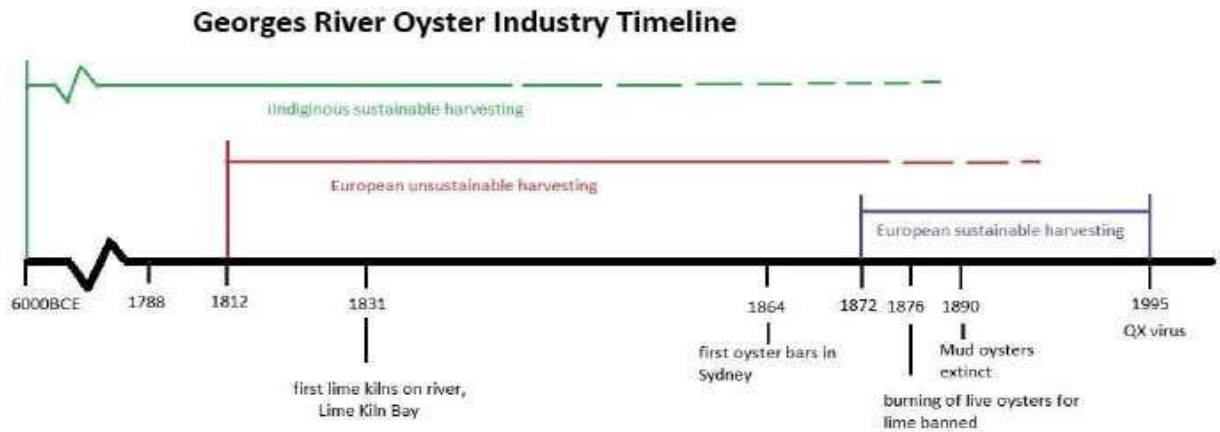 Georges River Oyster Industry Timeline
iIndiginous sustainable harvesting
European unsustainable harvesting
European sustainable harvesting
6000BCE
1788
1812
1831
1864
1872
1876
1890
1995
QX virus
first oyster bars in
Sydney
Mud oysters
extinct
first lime kilns on river,
Lime Kiln Bay
burning of live oysters for
lime banned